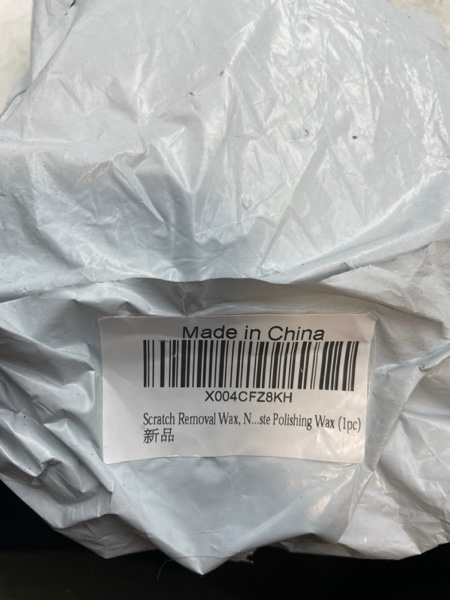 Made in China
X004CFZ8KH
Scratch Removal Wax, N...ste Polishing Wax (1pc)
新品